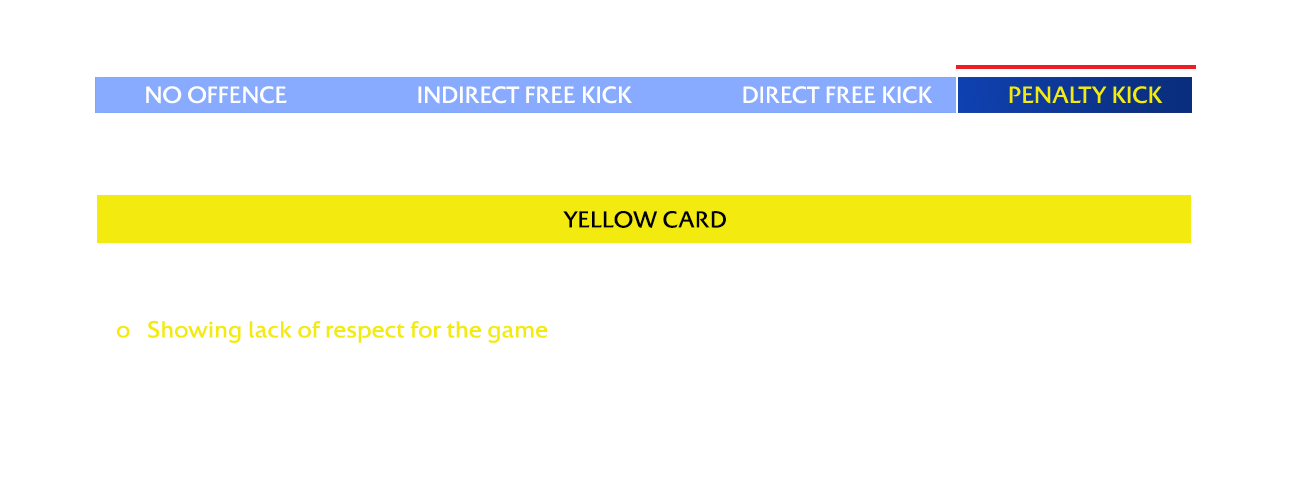 NO OFFENCE INDIRECT FREE KICK DIRECT FREE KICK PENALTY KICK
YELLOW CARD
o Showing lack of respect for the game